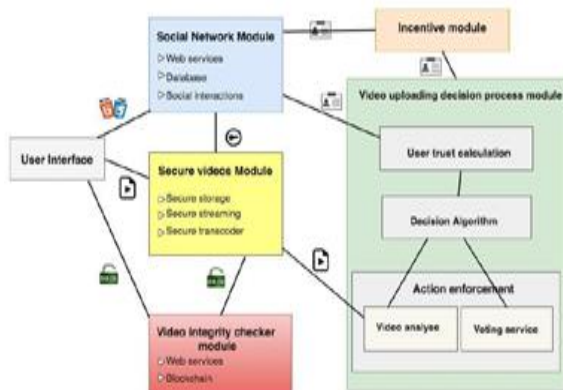 Social Network Module
Web services
Database
Social interactions
Incentive module
Video uploading decision process module
User trust calculation
Decision Algorithm
Action enforcement
Video analyse
Voting service
User Interface
Secure videos Module
Secure storage
Secure streaming
Secure transcoder
Video Integrity checker
module
Web services
Blockchain